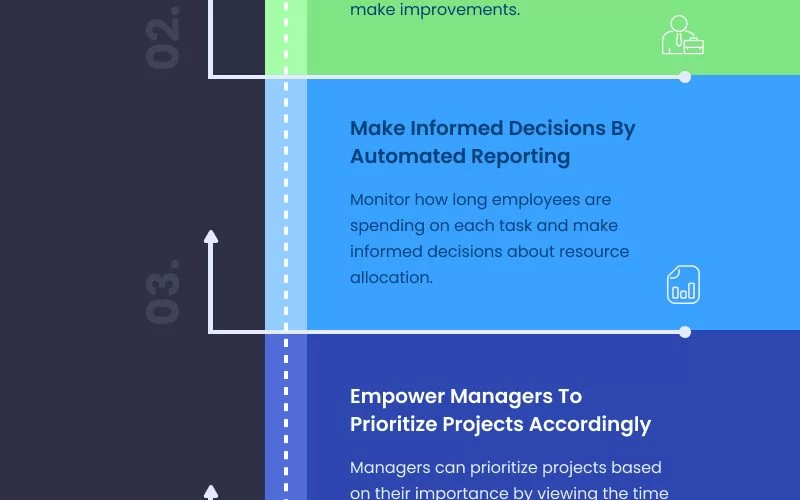 02.
make improvements.
03.
Make Informed Decisions By
Automated Reporting
Monitor how long employees are
spending on each task and make
informed decisions about resource
allocation.
Empower Managers To
Prioritize Projects Accordingly
Managers can prioritize projects based
on their importance by viewing the time